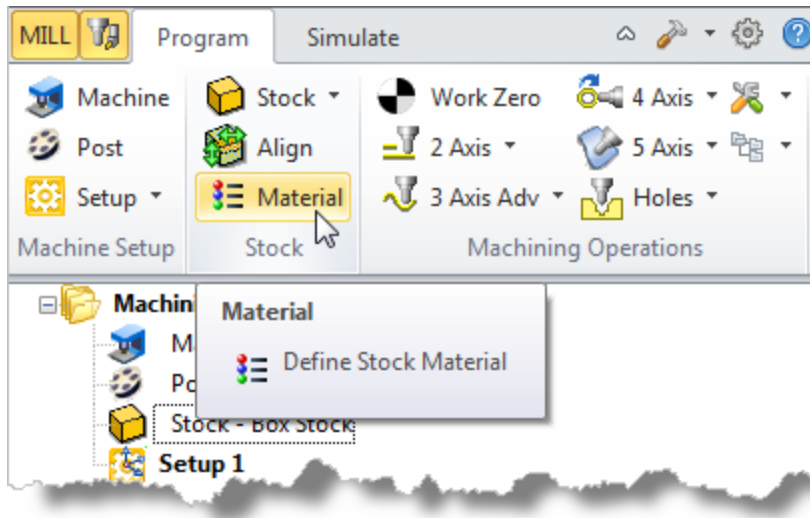 MILL Program Simulate
Machine Stock Work Zero 4 Axis
Post Align 2 Axis 5 Axis
Setup Material 3 Axis Adv Holes
Machine Setup Stock Machining Operations
Machin
Material
M
Define Stock Material
Po
Stock - Box Stock
Setup 1